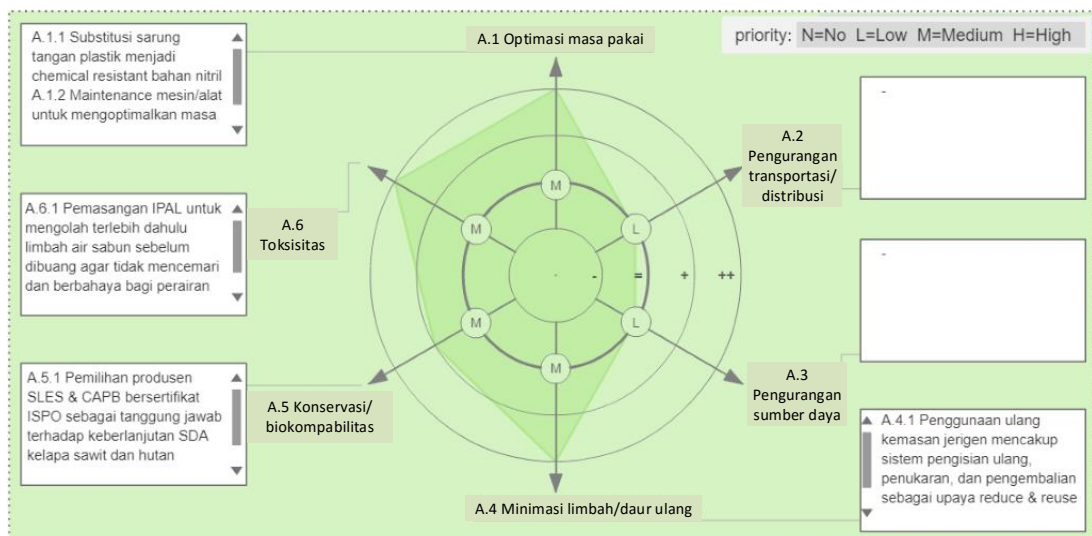 A.1.1 Substitusi sarung
tangan plastik menjadi
chemical resistant bahan nitril
A.1.2 Maintenance mesin/alat
untuk mengoptimalkan masa
A.1 Optimasi masa pakai
priority: N=No L=Low M=Medium H=High
-
A.2
Pengurangan
transportasi/
distribusi
A.6.1 Pemasangan IPAL untuk
mengolah terlebih dahulu
limbah air sabun sebelum
dibuang agar tidak mencemari
dan berbahaya bagi perairan
A.6
Toksisitas
M
M
L
- = + ++
M
L
M
-
A.3
Pengurangan
sumber daya
A.5.1 Pemilihan produsen
SLES & CAPB bersertifikat
ISPO sebagai tanggung jawab
terhadap keberlanjutan SDA
kelapa sawit dan hutan
A.5 Konservasi/
biokompabilitas
A.4 Minimasi limbah/daur ulang
A.4.1 Penggunaan ulang
kemasan jerigen mencakup
sistem pengisian ulang,
penukaran, dan pengembalian
sebagai upaya reduce & reuse